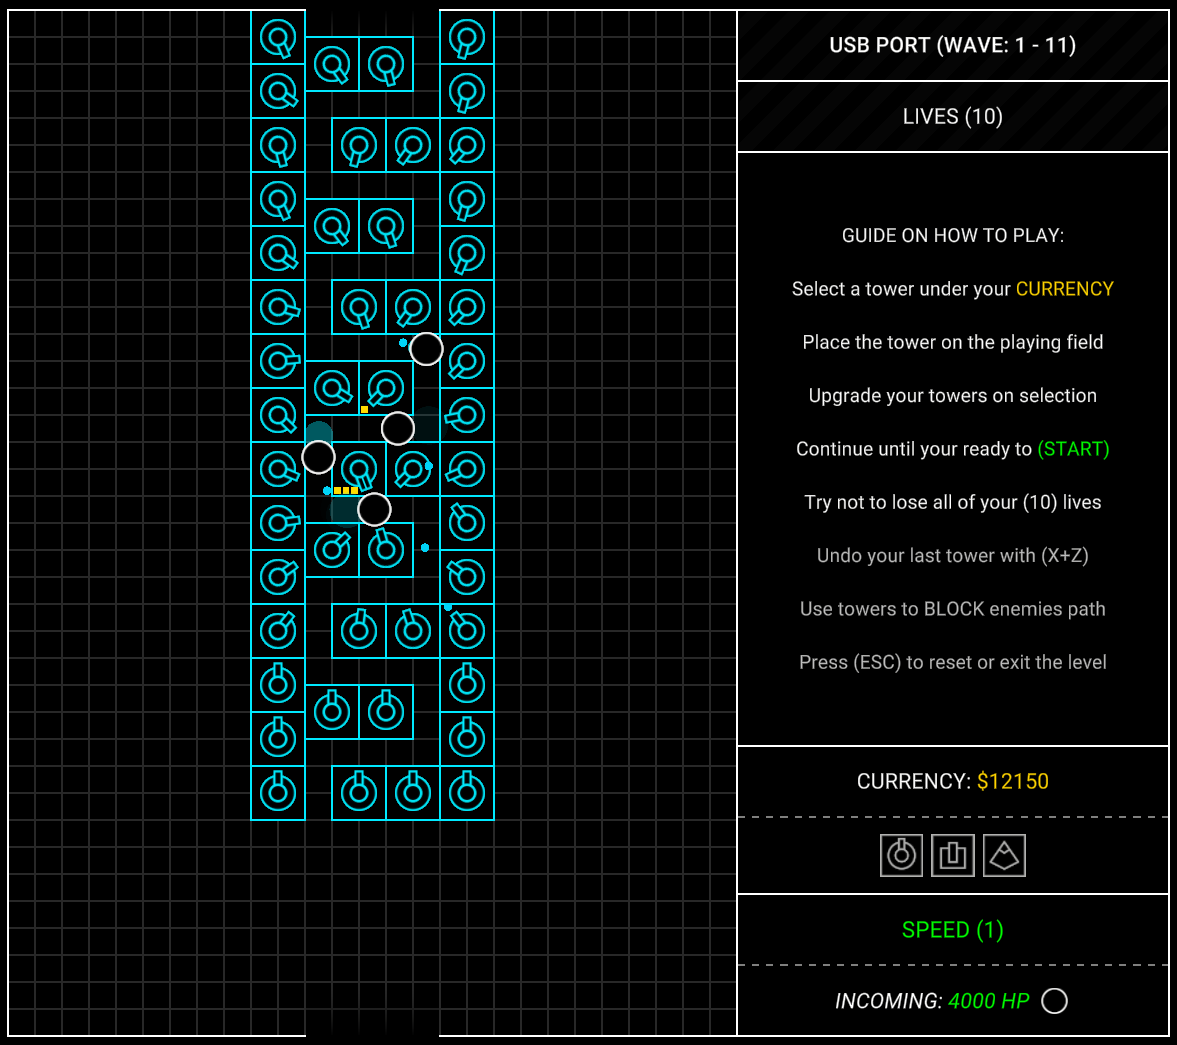 USB PORT (WAVE: 1 - 11)
LIVES (10)
GUIDE ON HOW TO PLAY:
Select a tower under your CURRENCY
Place the tower on the playing field
Upgrade your towers on selection
Continue until your ready to (START)
Try not to lose all of your (10) lives
Undo your last tower with (X+Z)
Use towers to BLOCK enemies path
Press (ESC) to reset or exit the level
CURRENCY: $12150
SPEED (1)
INCOMING: 4000 HP